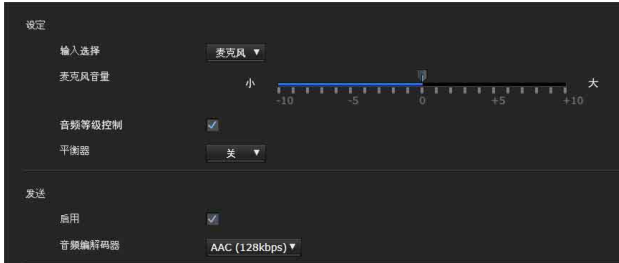 设定
输入选择 麦克风
麦克风音量 小 大
-10 -5 0 +5 +10
音频等级控制
平衡器 关
发送
启用
音频编解码器 AAC (128kbps)